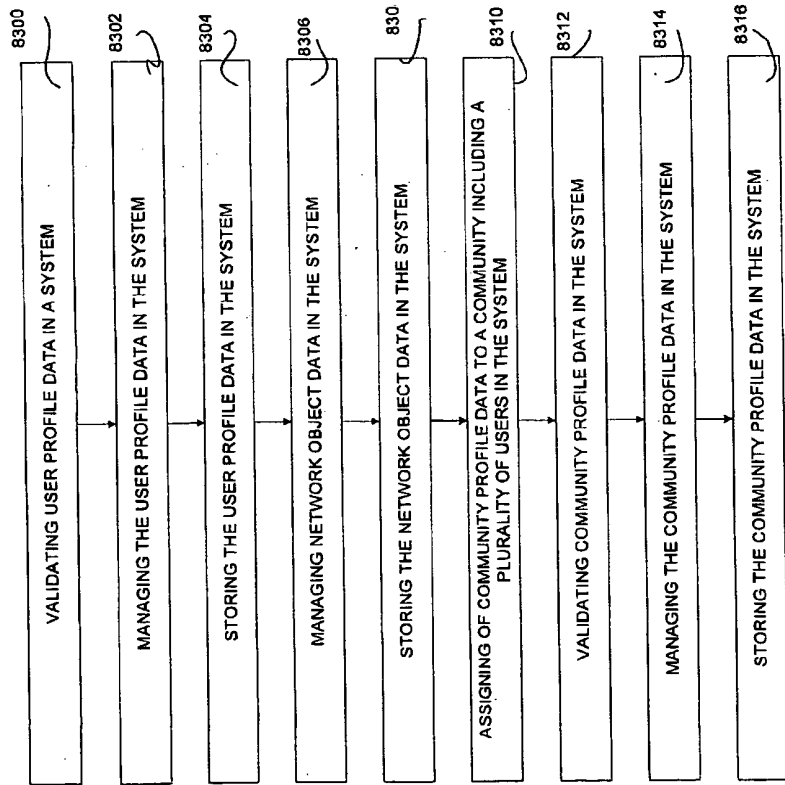 8300
VALIDATING USER PROFILE DATA IN A SYSTEM
8302
MANAGING THE USER PROFILE DATA IN THE SYSTEM
8304
STORING THE USER PROFILE DATA IN THE SYSTEM
8306
MANAGING NETWORK OBJECT DATA IN THE SYSTEM
830
STORING THE NETWORK OBJECT DATA IN THE SYSTEM
8310
ASSIGNING OF COMMUNITY PROFILE DATA TO A COMMUNITY INCLUDING A
PLURALITY OF USERS IN THE SYSTEM
8312
VALIDATING COMMUNITY PROFILE DATA IN THE SYSTEM
8314
MANAGING THE COMMUNITY PROFILE DATA IN THE SYSTEM
8316
STORING THE COMMUNITY PROFILE DATA IN THE SYSTEM